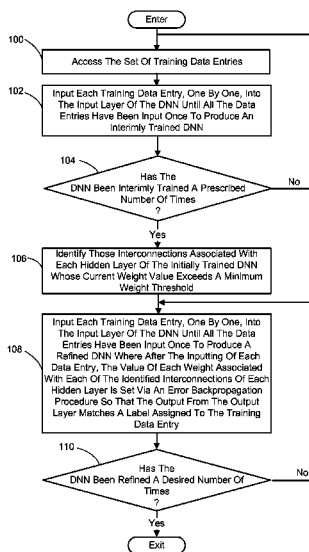 Enter
100
Access The Set Of Training Data Entries
102
Input Each Training Data Entry, One By One, Into
The Input Layer Of The DNN Until All The Data
Entries Have Been Input Once To Produce An
Interimly Trained DNN
104
Has The
DNN Been Interimly Trained A Prescribed
Number Of Times
?
No
Yes
106
Identify Those Interconnections Associated With
Each Hidden Layer Of The Initially Trained DNN
Whose Current Weight Value Exceeds A Minimum
Weight Threshold
108
Input Each Training Data Entry, One By One, Into
The Input Layer Of The DNN Until All The Data
Entries Have Been Input Once To Produce A
Refined DNN Where After The Inputting Of Each
Data Entry, The Value Of Each Weight Associated
With Each Of The Identified Interconnections Of Each
Hidden Layer Is Set Via An Error Backpropagation
Procedure So That The Output From The Output
Layer Matches A Label Assigned To The Training
Data Entry
110
Has The
DNN Been Refined A Desired Number Of
Times
?
No
Yes
Exit